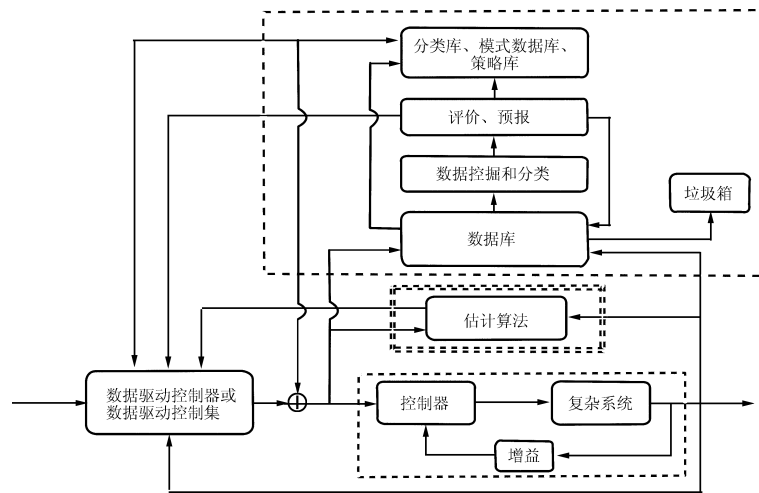 分类库、模式数据库、
策略库
评价、预报
数据挖掘和分类
垃圾箱
数据库
估计算法
数据驱动控制器或
数据驱动控制集
控制器
复杂系统
增益